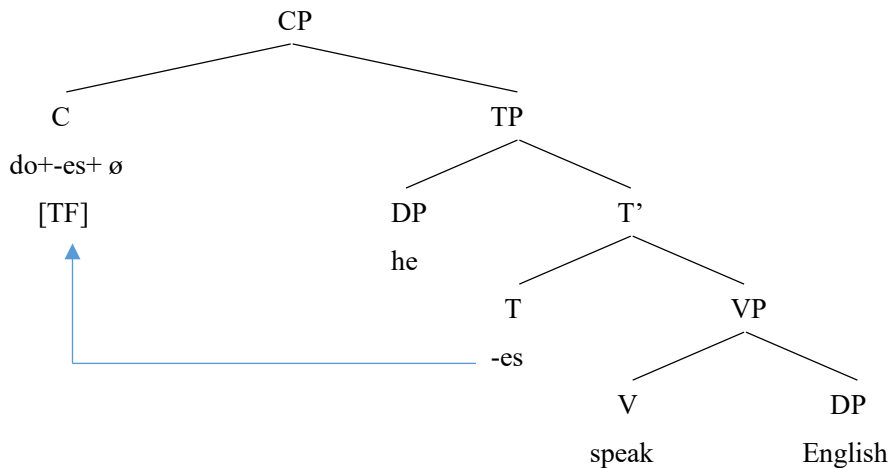 CP
C TP
do+-es+ ø
[TF] DP T’
he
T VP
-es
V DP
speak English